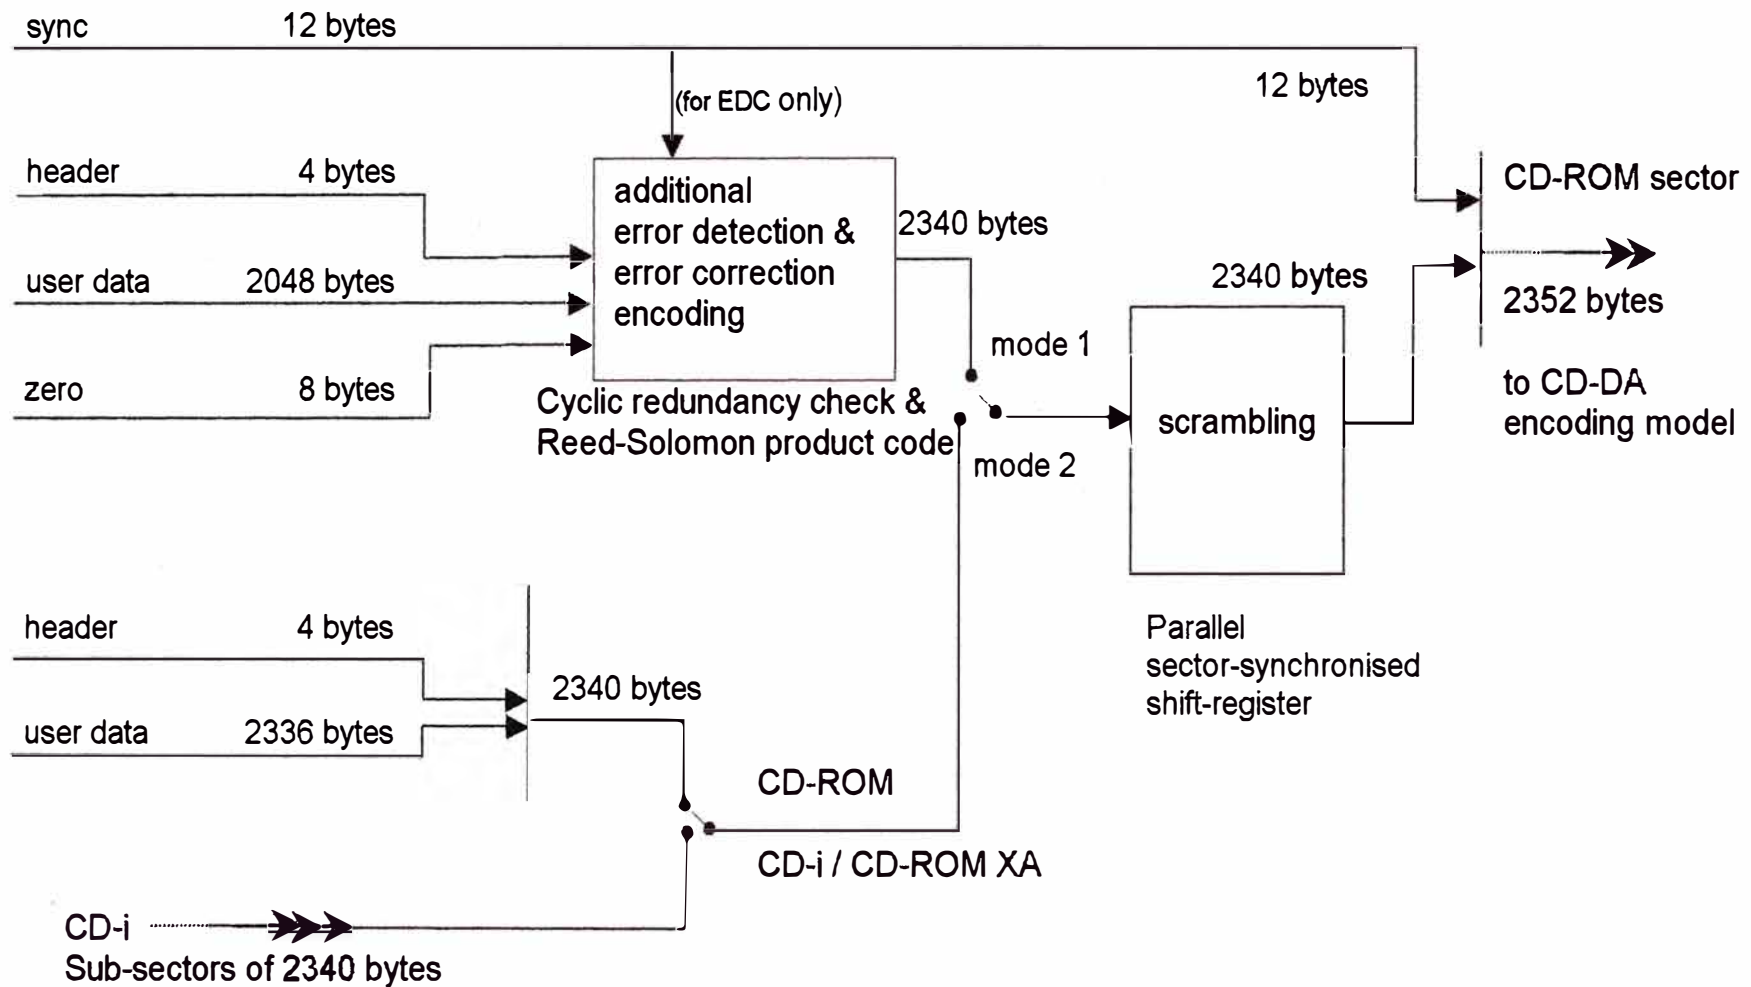 sync 12 bytes
12 bytes
(for EDC only)
header 4 bytes
user data 2048 bytes
zero 8 bytes
additional
error detection &
error correction
encoding
Cyclic redundancy check &
Reed-Solomon product code
2340 bytes
mode 1
mode 2
2340 bytes
scrambling
Parallel
sector-synchronised
shift-register
CD-ROM sector
2352 bytes
to CD-DA
encoding model
header 4 bytes
user data 2336 bytes
2340 bytes
CD-ROM
CD-i / CD-ROM XA
CD-i
Sub-sectors of 2340 bytes